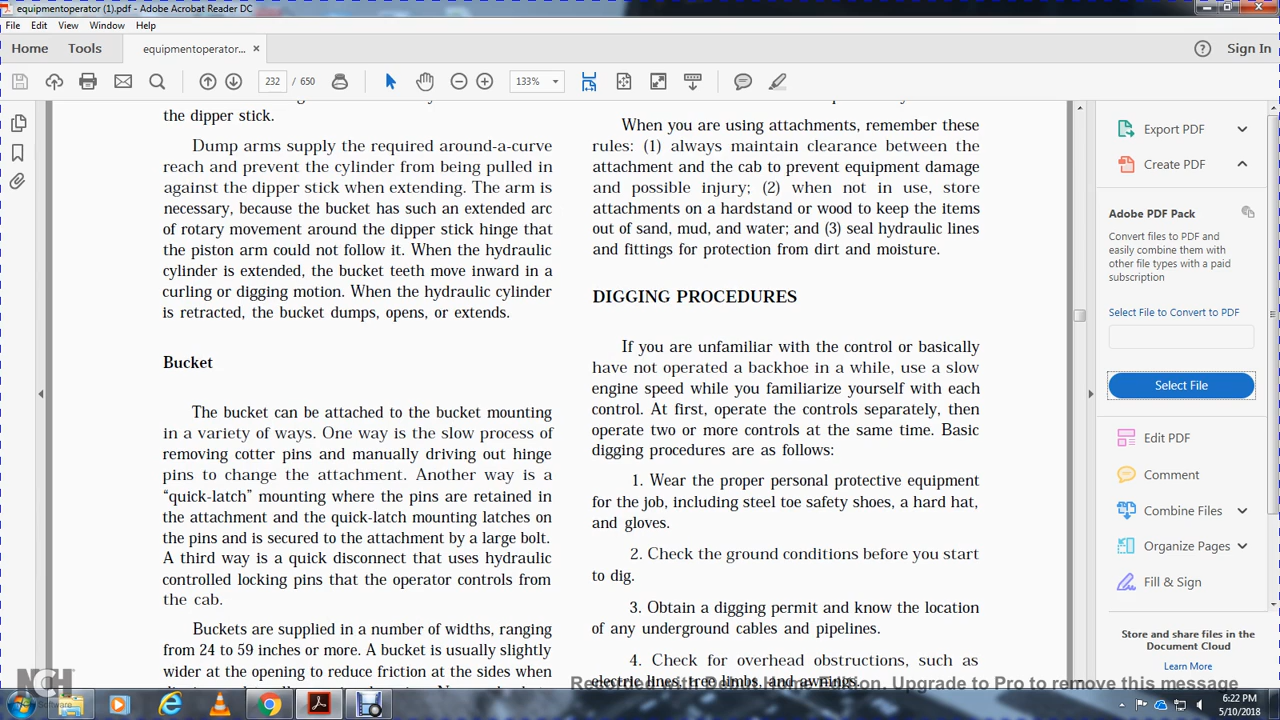 equipmentoperator (1).pdf - Adobe Acrobat Reader DC
File Edit View Window Help
Home Tools equipmentoperator... × Sign In
232 / 650 133%
the dipper stick.
Dump arms supply the required around-a-curve
reach and prevent the cylinder from being pulled in
against the dipper stick when extending. The arm is
necessary, because the bucket has such an extended arc
of rotary movement around the dipper stick hinge that
the piston arm could not follow it. When the hydraulic
cylinder is extended, the bucket teeth move inward in a
curling or digging motion. When the hydraulic cylinder
is retracted, the bucket dumps, opens, or extends.
Bucket
The bucket can be attached to the bucket mounting
in a variety of ways. One way is the slow process of
removing cotter pins and manually driving out hinge
pins to change the attachment. Another way is a
“quick-latch” mounting where the pins are retained in
the attachment and the quick-latch mounting latches on
the pins and is secured to the attachment by a large bolt.
A third way is a quick disconnect that uses hydraulic
controlled locking pins that the operator controls from
the cab.
Buckets are supplied in a number of widths, ranging
from 24 to 59 inches or more. A bucket is usually slightly
wider at the opening to reduce friction at the sides when
When you are using attachments, remember these
rules: (1) always maintain clearance between the
attachment and the cab to prevent equipment damage
and possible injury; (2) when not in use, store
attachments on a hardstand or wood to keep the items
out of sand, mud, and water; and (3) seal hydraulic lines
and fittings for protection from dirt and moisture.
DIGGING PROCEDURES
If you are unfamiliar with the control or basically
have not operated a backhoe in a while, use a slow
engine speed while you familiarize yourself with each
control. At first, operate the controls separately, then
operate two or more controls at the same time. Basic
digging procedures are as follows:
1. Wear the proper personal protective equipment
for the job, including steel toe safety shoes, a hard hat,
and gloves.
2. Check the ground conditions before you start
to dig.
3. Obtain a digging permit and know the location
of any underground cables and pipelines.
4. Check for overhead obstructions, such as
electric lines, tree limbs, and awnings.
Export PDF
Create PDF
Adobe PDF Pack
Convert files to PDF and
easily combine them with
other file types with a paid
subscription
Select File to Convert to PDF
Select File
Edit PDF
Comment
Combine Files
Organize Pages
Fill & Sign
Store and share files in the
Document Cloud
Learn More
NCH
Software
Home Edition. Upgrade to Pro to remove this message
6:22 PM
5/10/2018